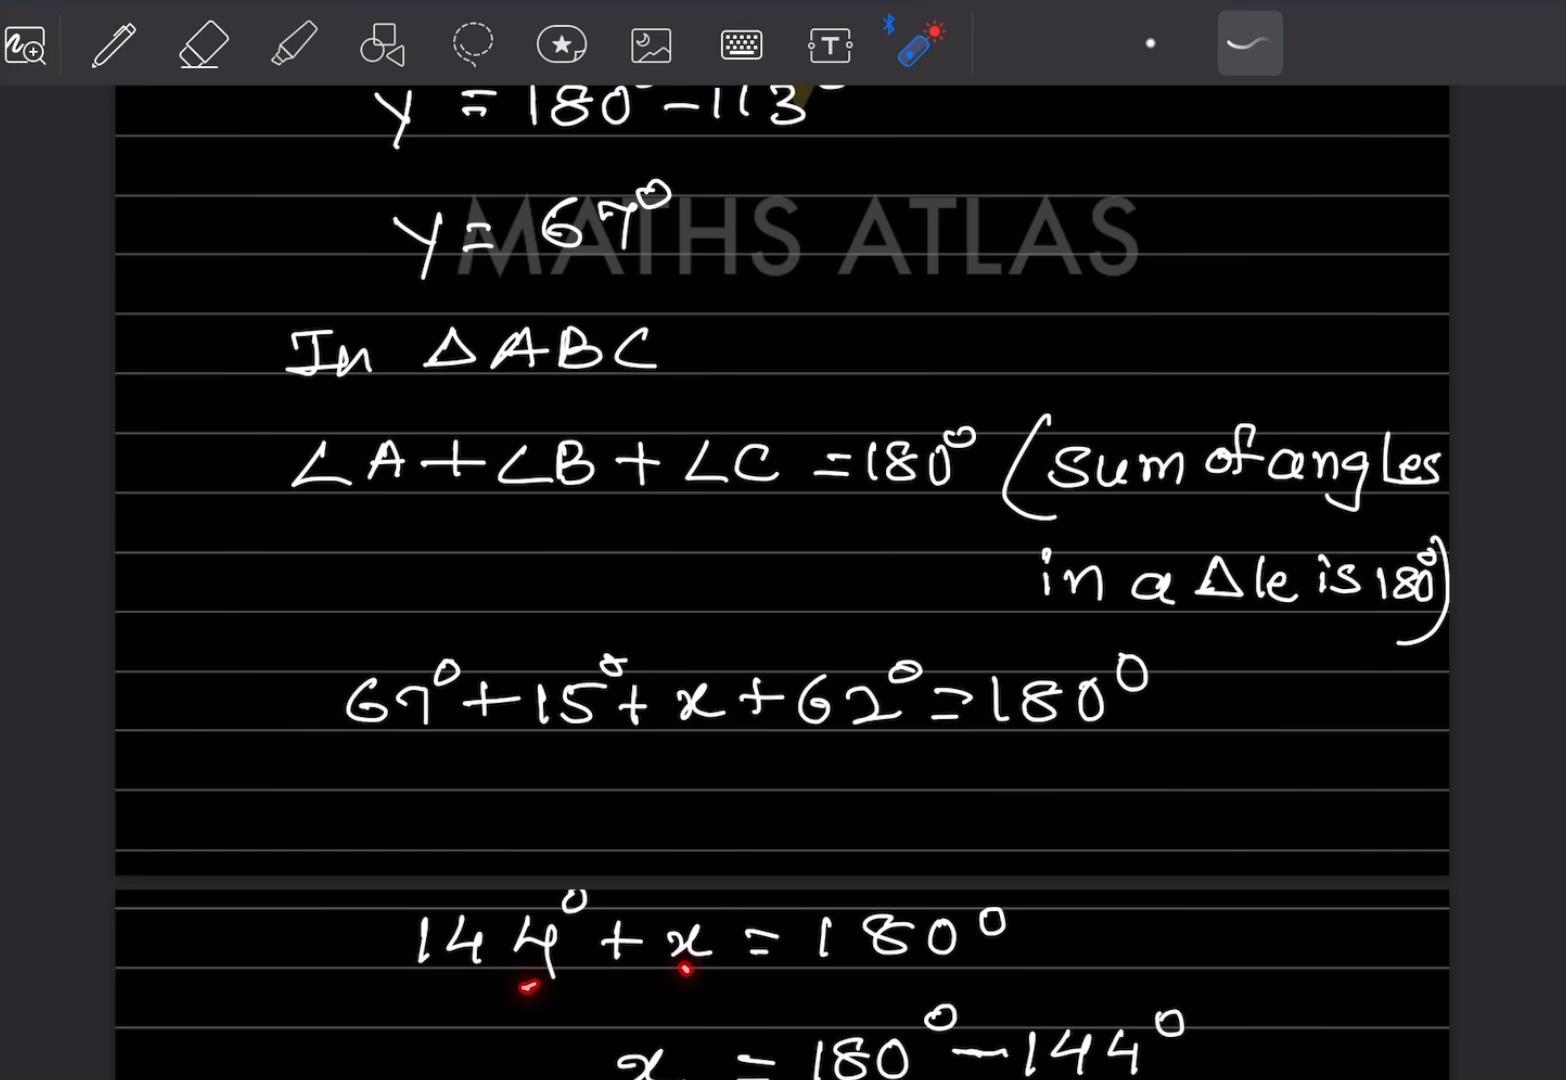 y = 180° - 113°
MATHS ATLAS
y = 67°
In △ABC
∠A + ∠B + ∠C = 180° (sum of angles
in a △le is 180°)
67° + 15° + x + 62° = 180°
144° + x = 180°
x = 180° - 144°